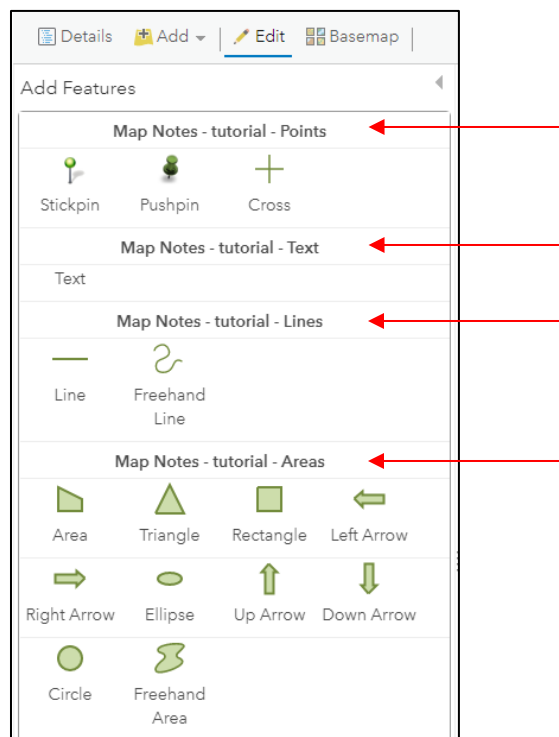 Details Add Edit Basemap
Add Features
Map Notes - tutorial - Points
Stickpin Pushpin Cross
Map Notes - tutorial - Text
Text
Map Notes - tutorial - Lines
Line Freehand
Line
Map Notes - tutorial - Areas
Area Triangle Rectangle Left Arrow
Right Arrow Ellipse Up Arrow Down Arrow
Circle Freehand
Area